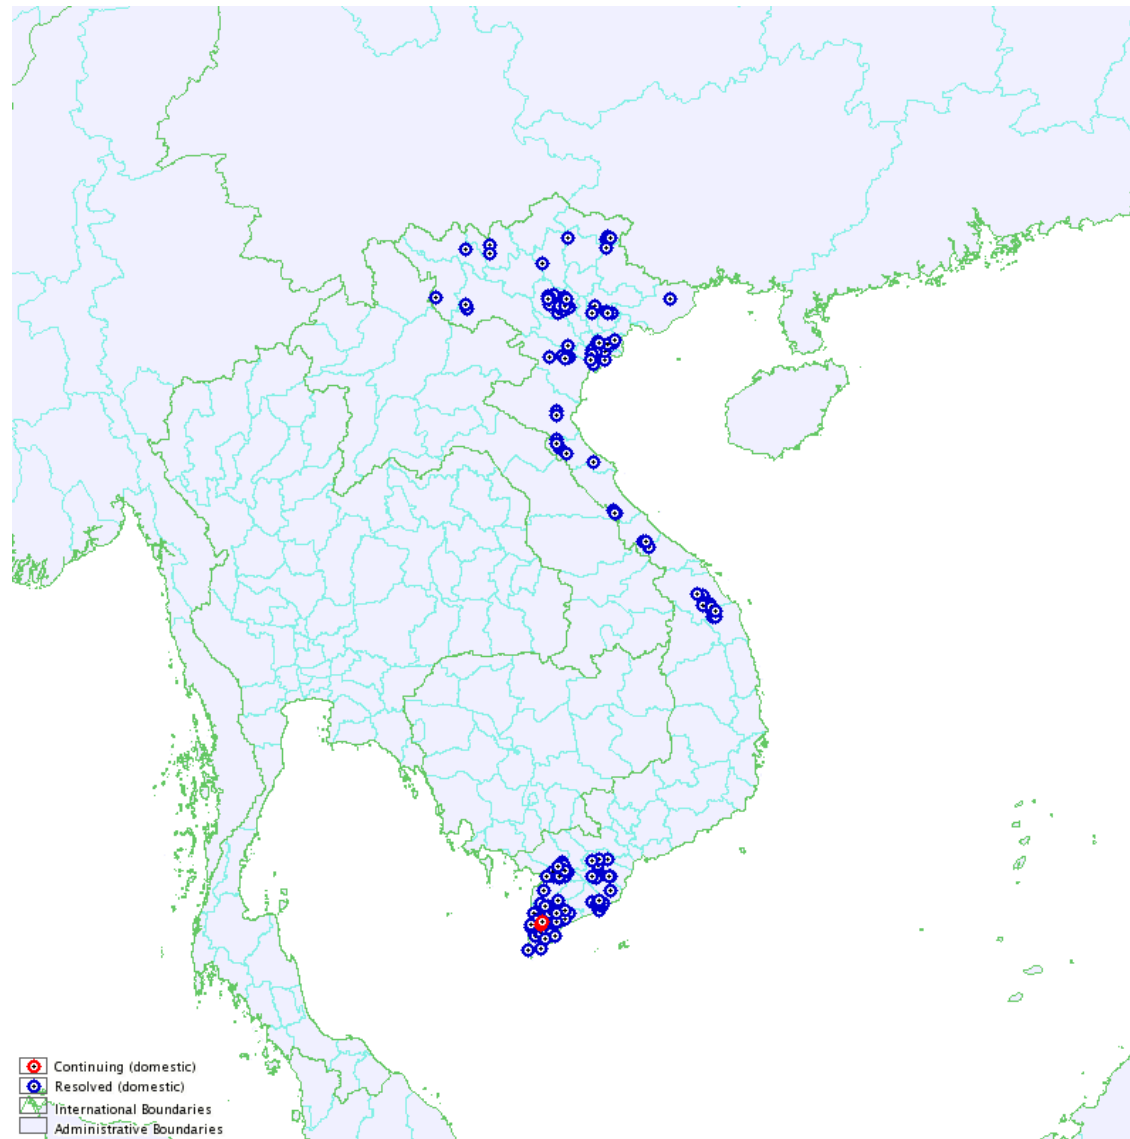 Continuing (domestic)
Resolved (domestic)
International Boundaries
Administrative Boundaries